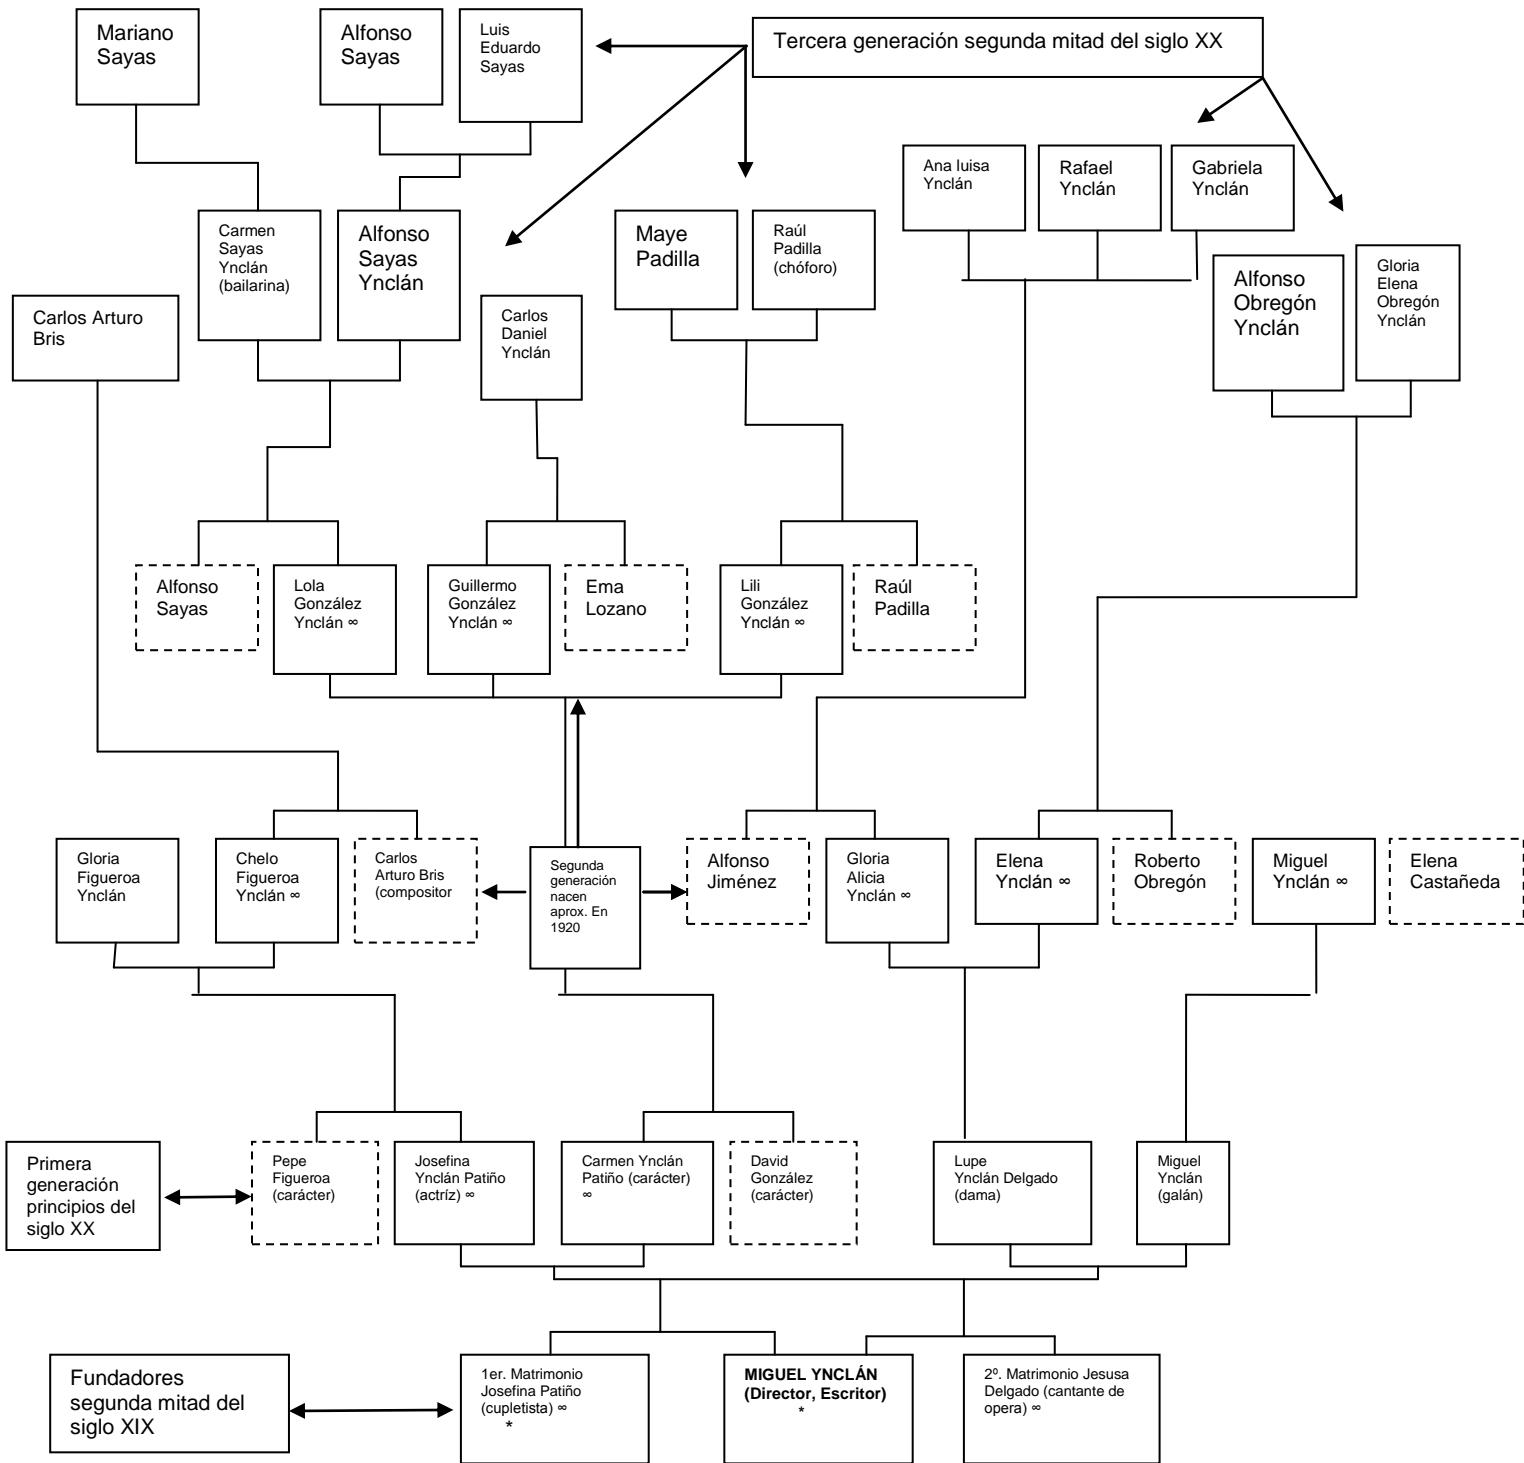 Mariano
Sayas
Alfonso
Sayas
Luis
Eduardo
Sayas
Tercera generación segunda mitad del siglo XX
Ana luisa
Ynclán
Rafael
Ynclán
Gabriela
Ynclán
Carmen
Sayas
Ynclán
(bailarina)
Alfonso
Sayas
Ynclán
Maye
Padilla
Raúl
Padilla
(chóforo)
Alfonso
Obregón
Ynclán
Gloria
Elena
Obregón
Ynclán
Carlos Arturo
Bris
Carlos
Daniel
Ynclán
Alfonso
Sayas
Lola
González
Ynclán ∞
Guillermo
González
Ynclán ∞
Ema
Lozano
Lili
González
Ynclán ∞
Raúl
Padilla
Gloria
Figueroa
Ynclán
Chelo
Figueroa
Ynclán ∞
Carlos
Arturo Bris
(compositor
Segunda
generación
nacen
aprox. En
1920
Alfonso
Jiménez
Gloria
Alicia
Ynclán ∞
Elena
Ynclán ∞
Roberto
Obregón
Miguel
Ynclán ∞
Elena
Castañeda
Primera
generación
principios del
siglo XX
Pepe
Figueroa
(carácter)
Josefina
Ynclán Patiño
(actríz) ∞
Carmen Ynclán
Patiño (carácter)
∞
David
González
(carácter)
Lupe
Ynclán Delgado
(dama)
Miguel
Ynclán
(galán)
Fundadores
segunda mitad del
siglo XIX
1er. Matrimonio
Josefina Patiño
(cupletista) ∞
*
MIGUEL YNCLÁN
(Director, Escritor)
*
2º. Matrimonio Jesusa
Delgado (cantante de
opera) ∞